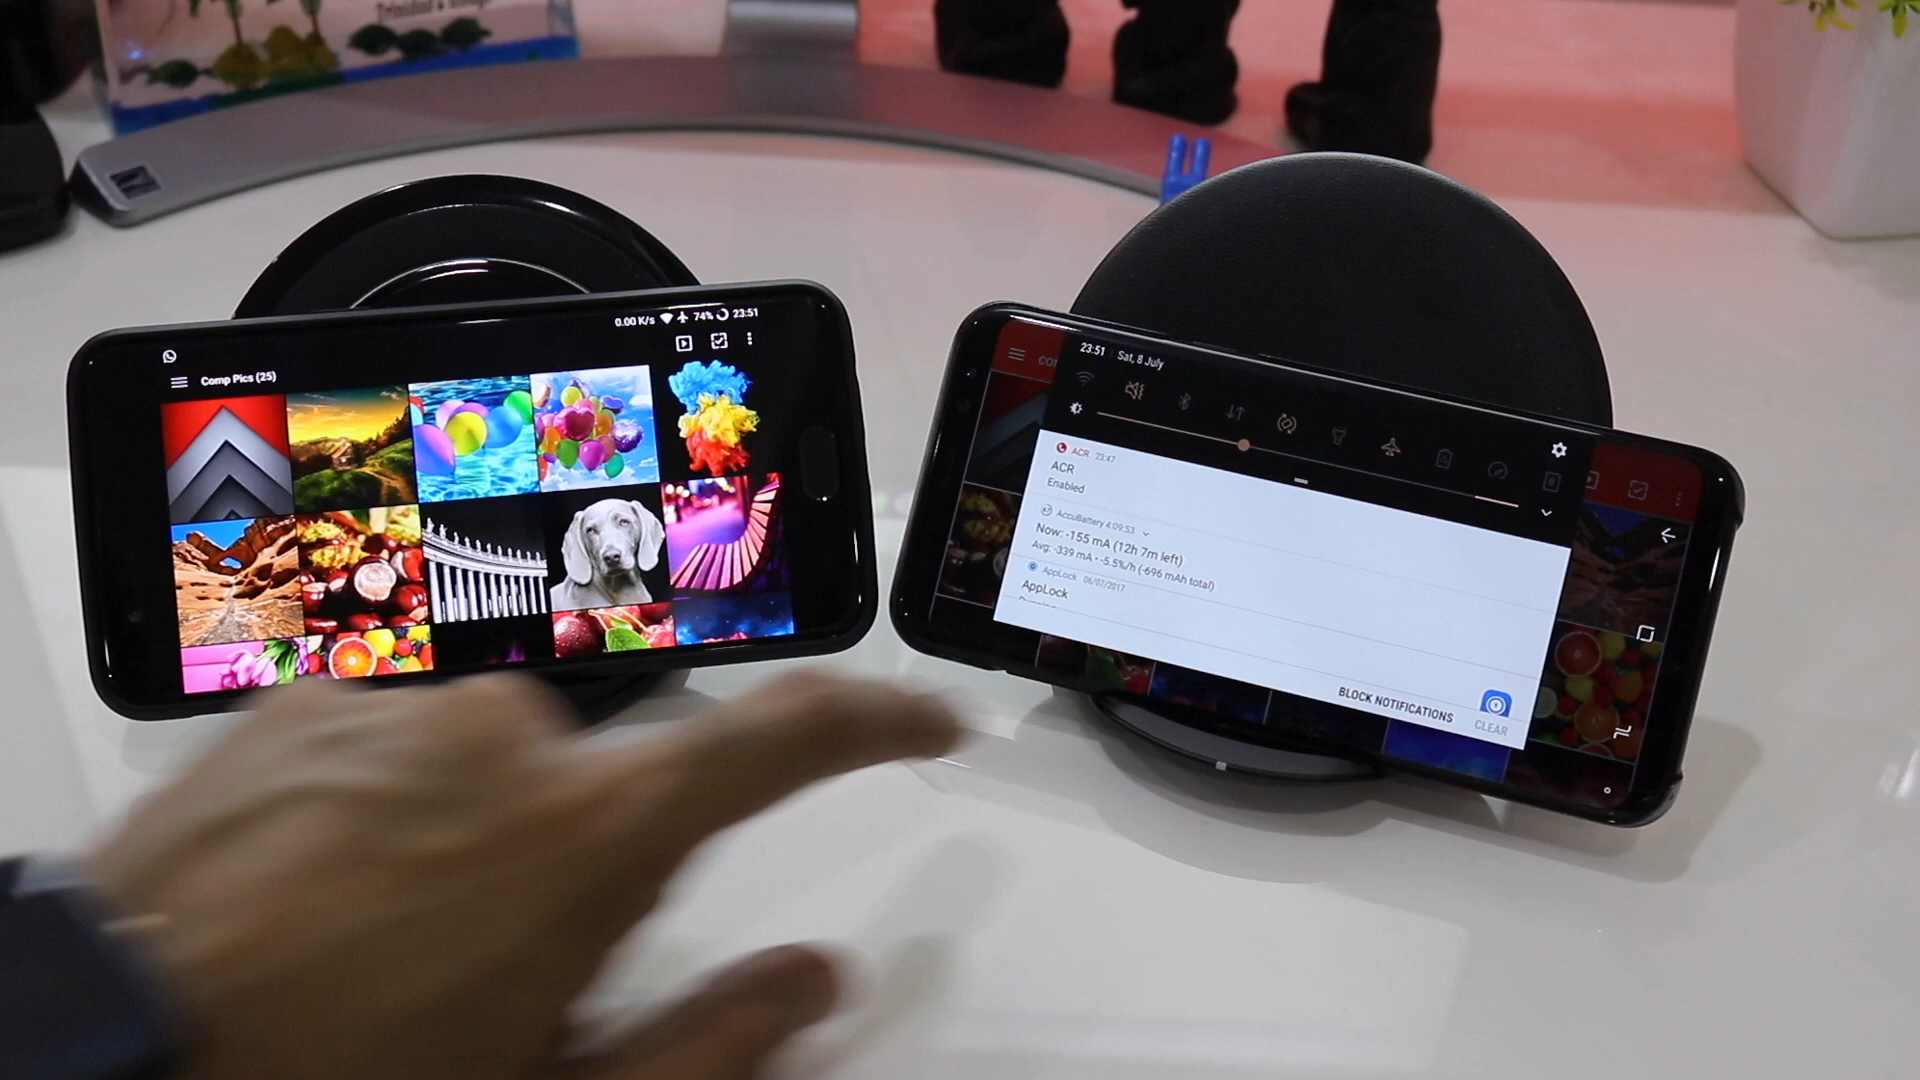 Trinidad & Tobago
0.00 K/s 74% 23:51
Comp Pics (25)
23:51 Sat, 8 July
ACR 23:47
ACR
Enabled
AccuBattery 4:09:53
Now: -155 mA (12h 7m left)
Avg: -339 mA • -5.5%/h (-696 mAh total)
AppLock 06/07/2017
AppLock
BLOCK NOTIFICATIONS
CLEAR